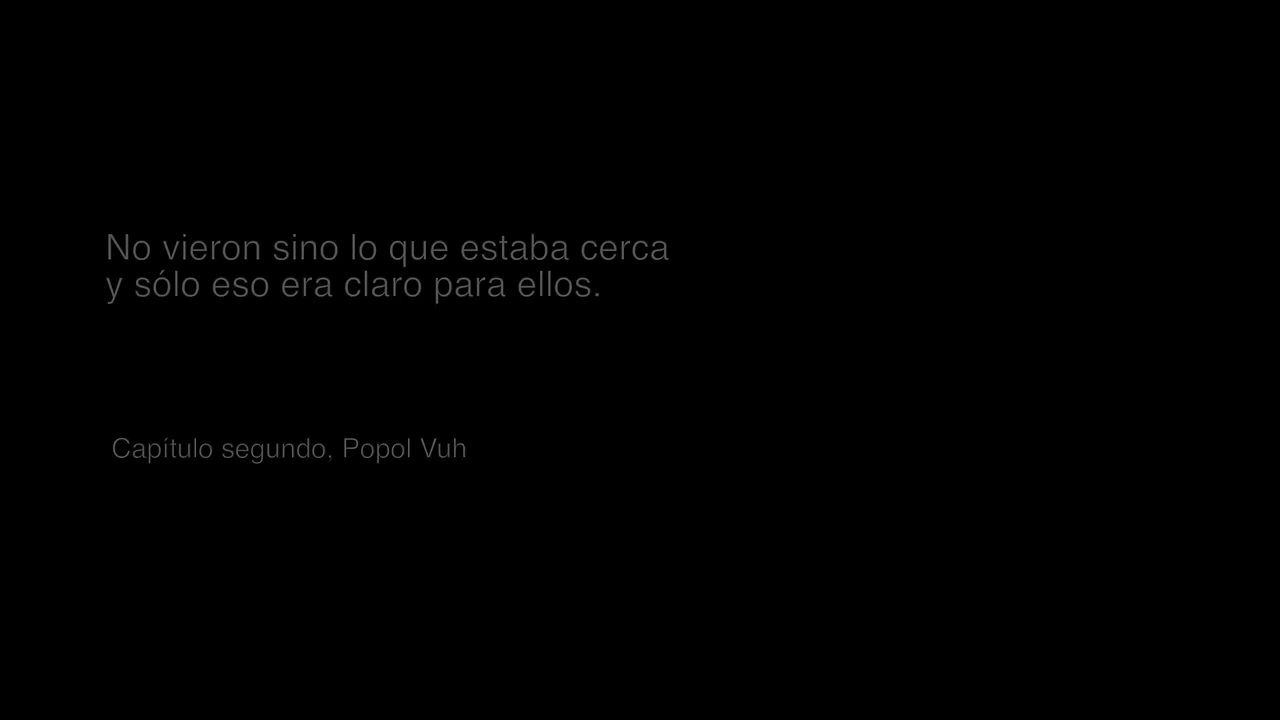 No vieron sino lo que estaba cerca
y sólo eso era claro para ellos.
Capítulo segundo, Popol Vuh